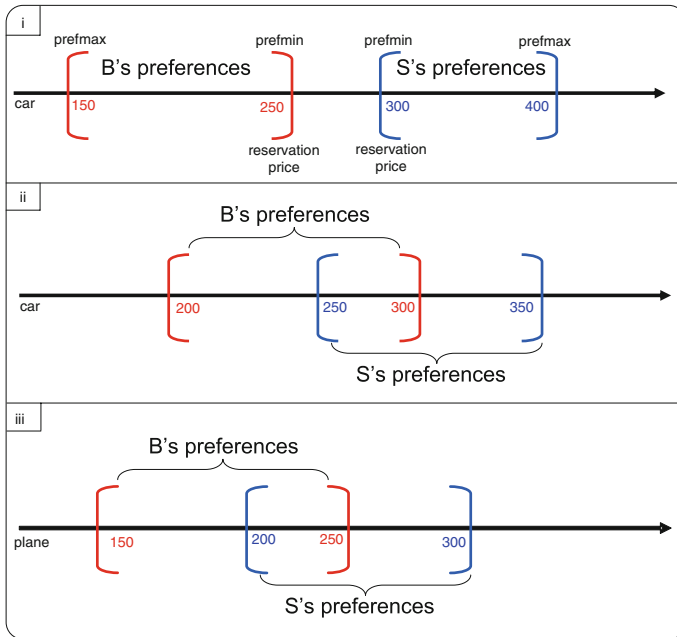 i
prefmax prefmin prefmin prefmax
B's preferences S's preferences
car 150 250 300 400
reservation price reservation price
ii
B's preferences
car 200 250 300 350
S's preferences
iii
B's preferences
plane 150 200 250 300
S's preferences